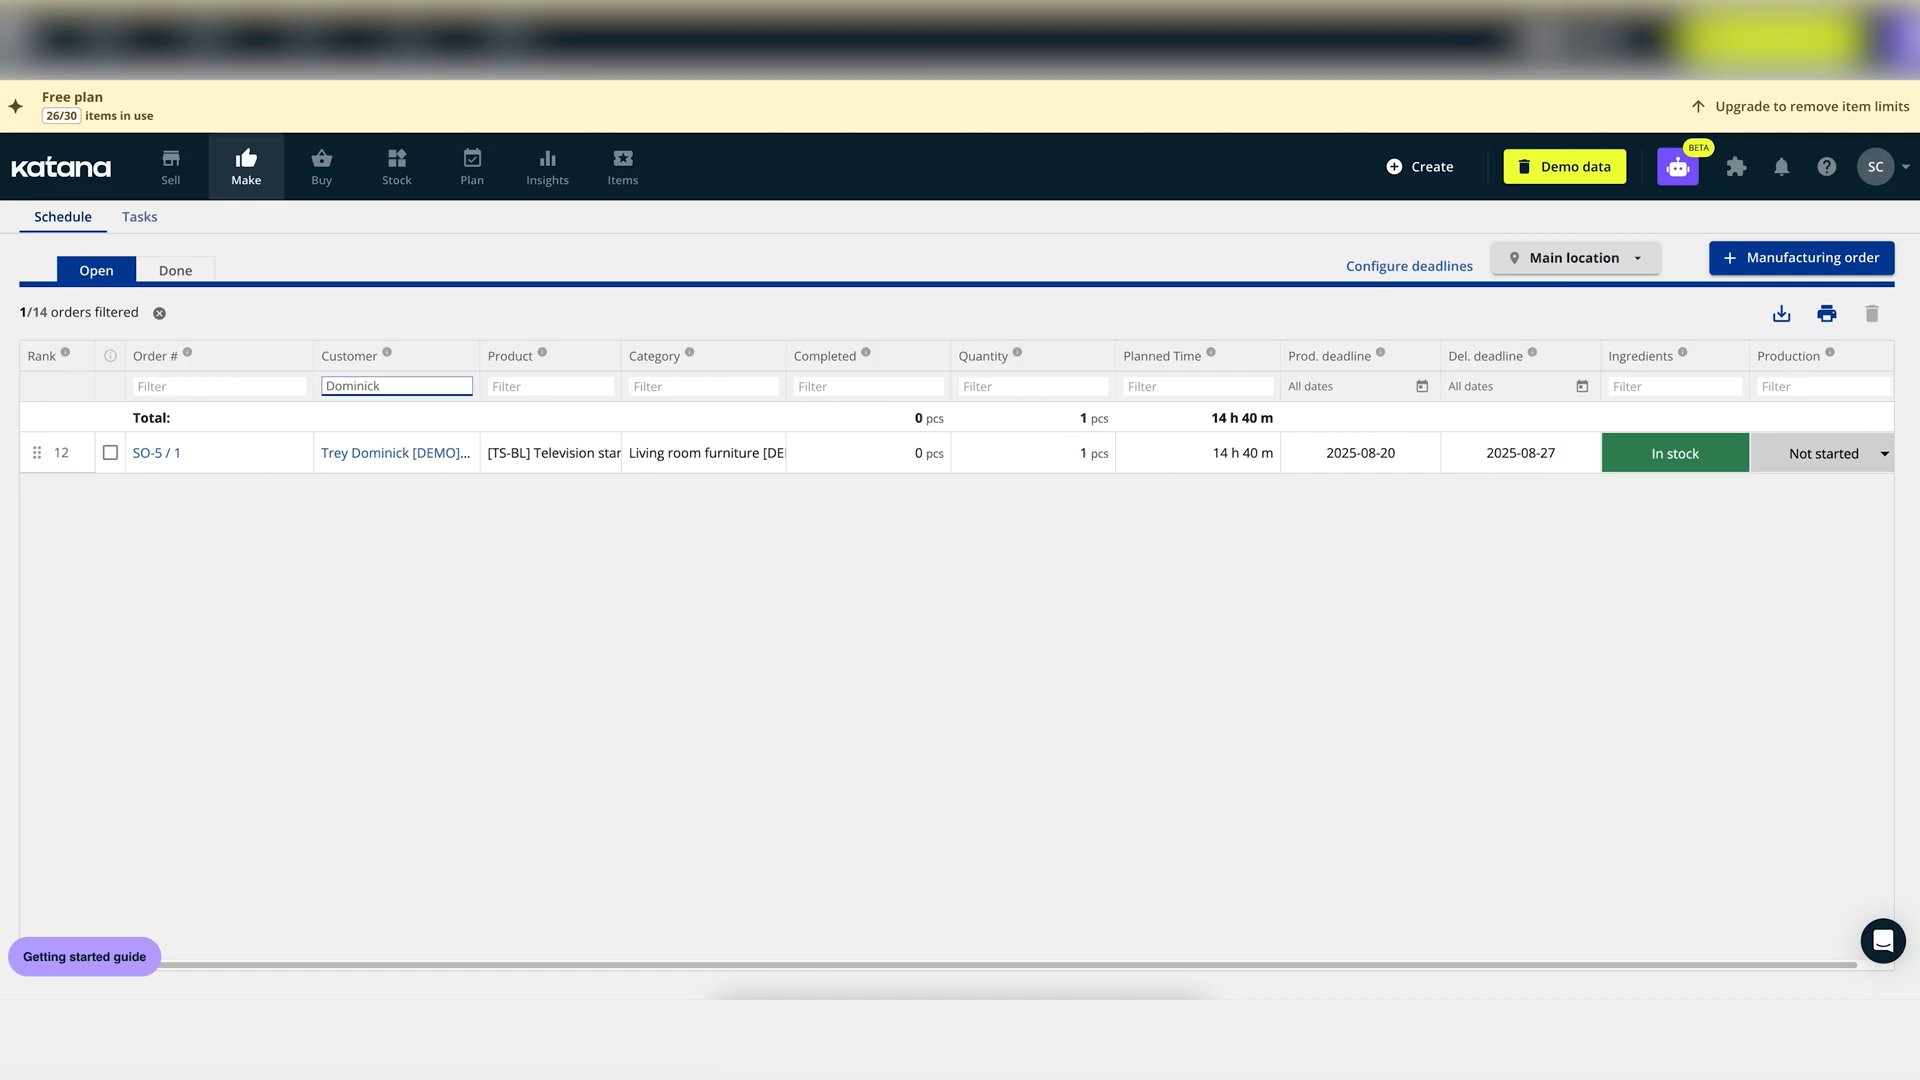 Free plan
26/30 items in use
Upgrade to remove item limits
katana
Sell
Make
Buy
Stock
Plan
Insights
Items
Create
Demo data
BETA
SC
Schedule
Tasks
Open
Done
Configure deadlines
Main location
+ Manufacturing order
1/14 orders filtered
Rank Order # Customer Product Category Completed Quantity Planned Time Prod. deadline Del. deadline Ingredients Production
Filter Dominick Filter Filter Filter Filter Filter All dates All dates Filter Filter
Total: 0 pcs 1 pcs 14 h 40 m
12 SO-5 / 1 Trey Dominick [DEMO]... [TS-BL] Television star Living room furniture [DE 0 pcs 1 pcs 14 h 40 m 2025-08-20 2025-08-27 In stock Not started
Getting started guide